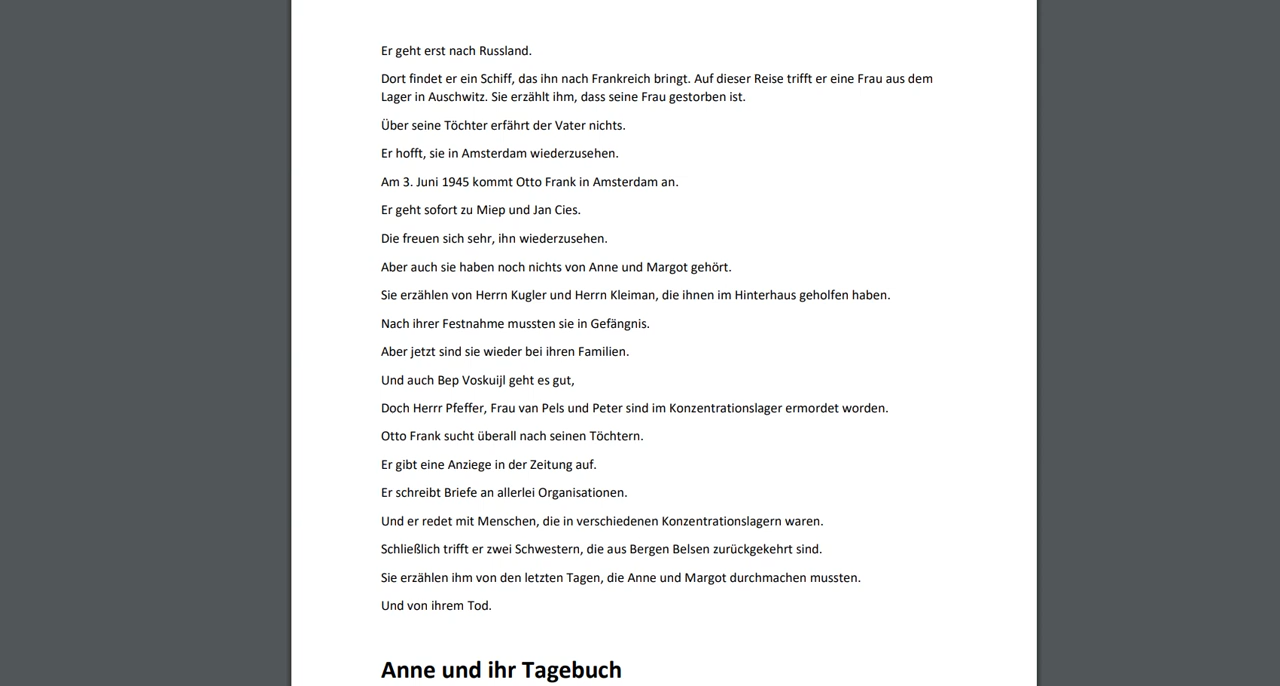 Er geht erst nach Russland.
Dort findet er ein Schiff, das ihn nach Frankreich bringt. Auf dieser Reise trifft er eine Frau aus dem
Lager in Auschwitz. Sie erzählt ihm, dass seine Frau gestorben ist.
Über seine Töchter erfährt der Vater nichts.
Er hofft, sie in Amsterdam wiederzusehen.
Am 3. Juni 1945 kommt Otto Frank in Amsterdam an.
Er geht sofort zu Miep und Jan Cies.
Die freuen sich sehr, ihn wiederzusehen.
Aber auch sie haben noch nichts von Anne und Margot gehört.
Sie erzählen von Herrn Kugler und Herrn Kleiman, die ihnen im Hinterhaus geholfen haben.
Nach ihrer Festnahme mussten sie in Gefängnis.
Aber jetzt sind sie wieder bei ihren Familien.
Und auch Bep Voskuijl geht es gut,
Doch Herrr Pfeffer, Frau van Pels und Peter sind im Konzentrationslager ermordet worden.
Otto Frank sucht überall nach seinen Töchtern.
Er gibt eine Anziege in der Zeitung auf.
Er schreibt Briefe an allerlei Organisationen.
Und er redet mit Menschen, die in verschiedenen Konzentrationslagern waren.
Schließlich trifft er zwei Schwestern, die aus Bergen Belsen zurückgekehrt sind.
Sie erzählen ihm von den letzten Tagen, die Anne und Margot durchmachen mussten.
Und von ihrem Tod.
Anne und ihr Tagebuch